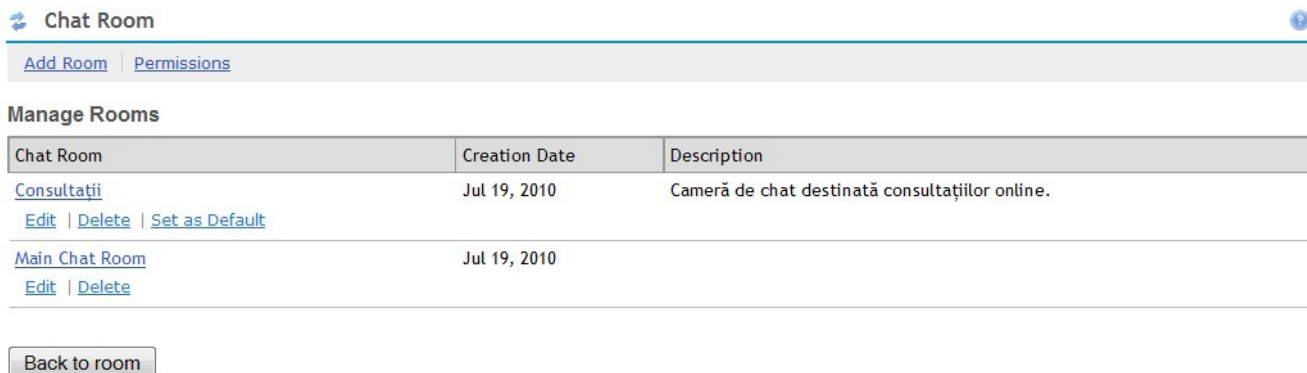 Chat Room
Add Room | Permissions
Manage Rooms
Chat Room Creation Date Description
Consultații Jul 19, 2010 Cameră de chat destinată consultațiilor online.
Edit | Delete | Set as Default
Main Chat Room Jul 19, 2010
Edit | Delete
Back to room